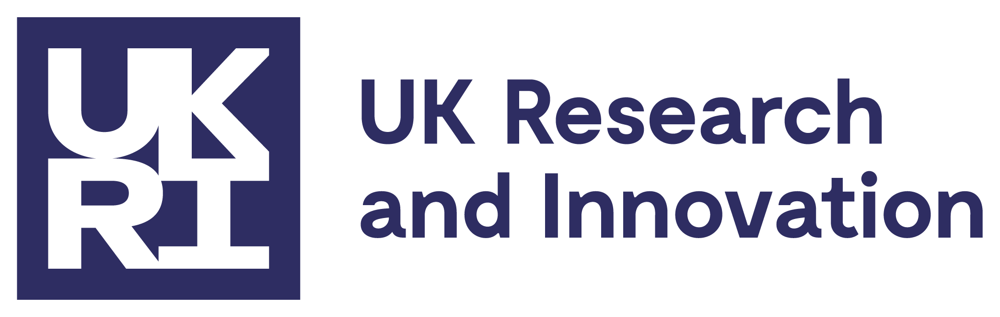 UK
RI
UK Research
and Innovation